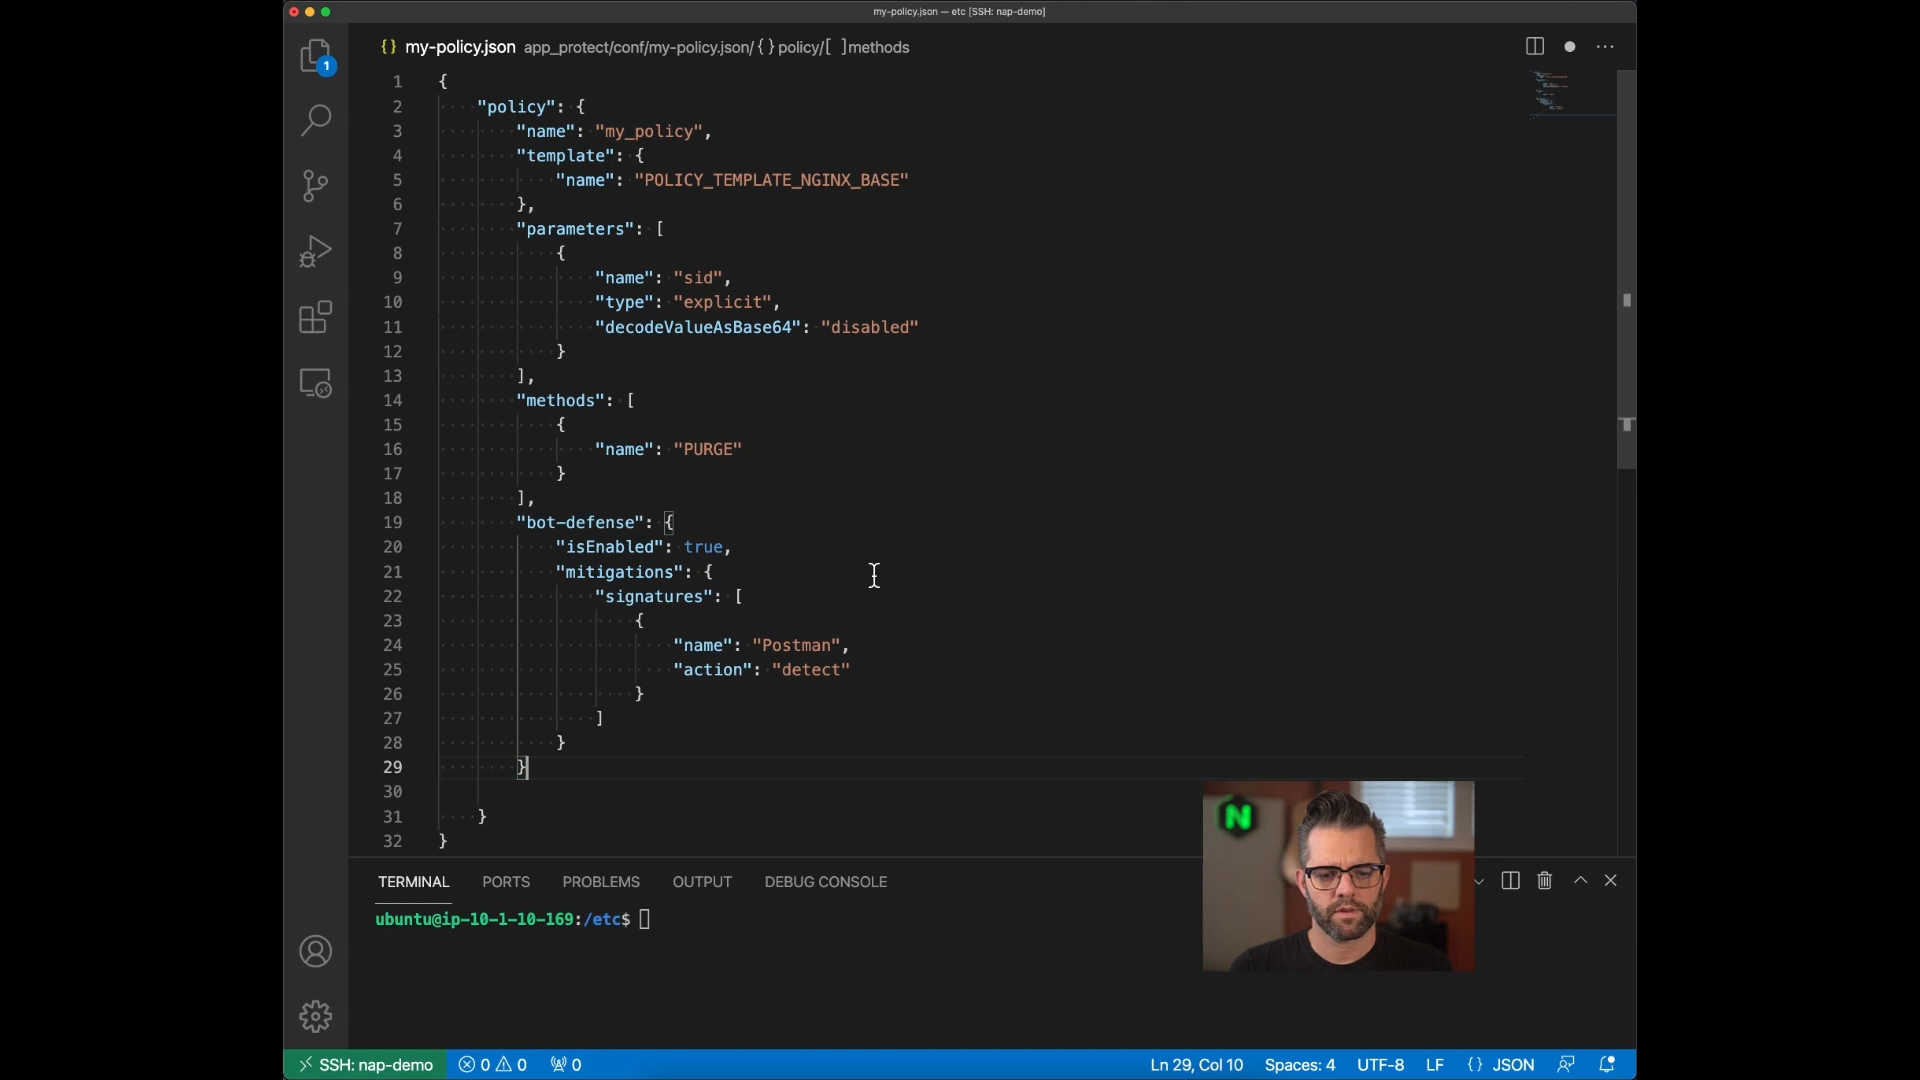 my-policy.json — etc [SSH: nap-demo]
{} my-policy.json app_protect/conf/my-policy.json/{ } policy/[ ]methods
1
1 {
2 "policy": {
3 "name": "my_policy",
4 "template": {
5 "name": "POLICY_TEMPLATE_NGINX_BASE"
6 },
7 "parameters": [
8 {
9 "name": "sid",
10 "type": "explicit",
11 "decodeValueAsBase64": "disabled"
12 }
13 ],
14 "methods": [
15 {
16 "name": "PURGE"
17 }
18 ],
19 "bot-defense": {
20 "isEnabled": true,
21 "mitigations": {
22 "signatures": [
23 {
24 "name": "Postman",
25 "action": "detect"
26 }
27 ]
28 }
29 }
30
31 }
32 }
N
TERMINAL PORTS PROBLEMS OUTPUT DEBUG CONSOLE
ubuntu@ip-10-1-10-169:/etc$
SSH: nap-demo 0 0 0 Ln 29, Col 10 Spaces: 4 UTF-8 LF {} JSON